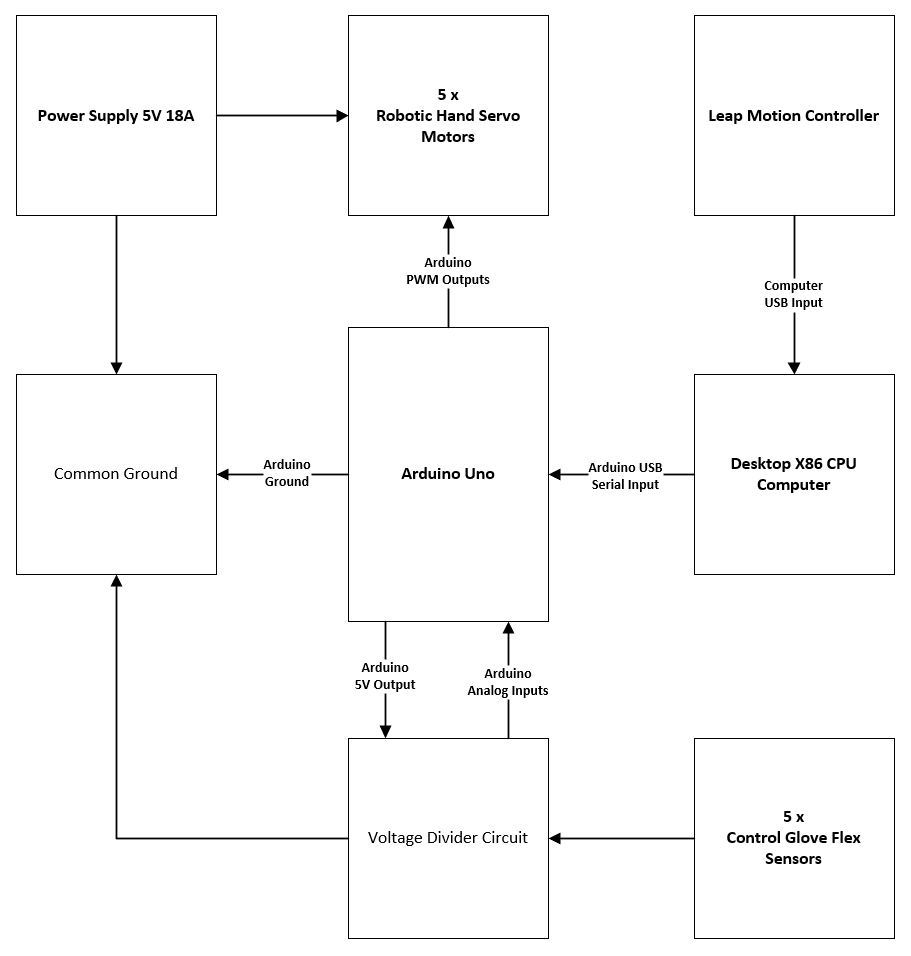 Power Supply 5V 18A
5 x
Robotic Hand Servo
Motors
Leap Motion Controller
Arduino
PWM Outputs
Computer
USB Input
Common Ground
Arduino
Ground
Arduino Uno
Arduino USB
Serial Input
Desktop X86 CPU
Computer
Arduino
5V Output
Arduino
Analog Inputs
Voltage Divider Circuit
5 x
Control Glove Flex
Sensors